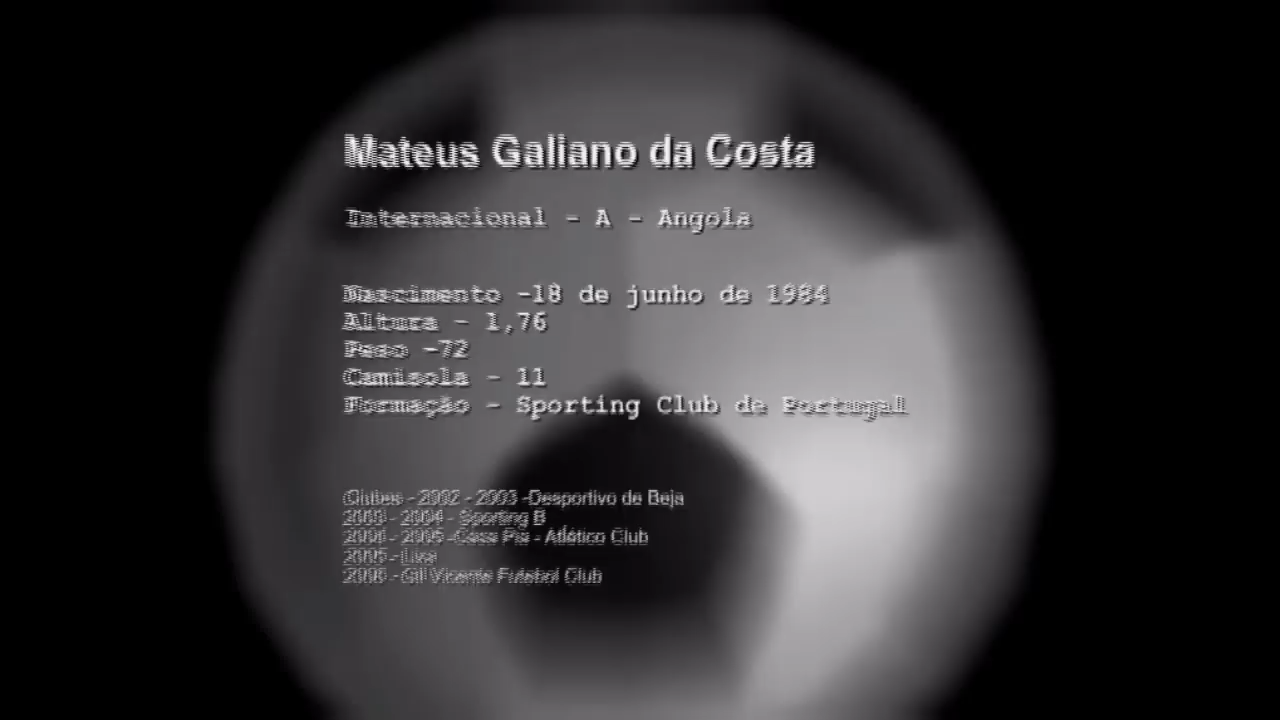 Mateus Galiano da Costa
Internacional - A - Angola
Nascimento -18 de junho de 1984
Altura - 1,76
Peso -72
Camisola - 11
Formação - Sporting Club de Portugal
Clubes - 2002 - 2003 -Desportivo de Beja
2003 - 2004 - Sporting B
2004 - 2005 -Casa Pia - Atlético Club
2005 - Lixa
2006 - Gil Vicente Futebol Club